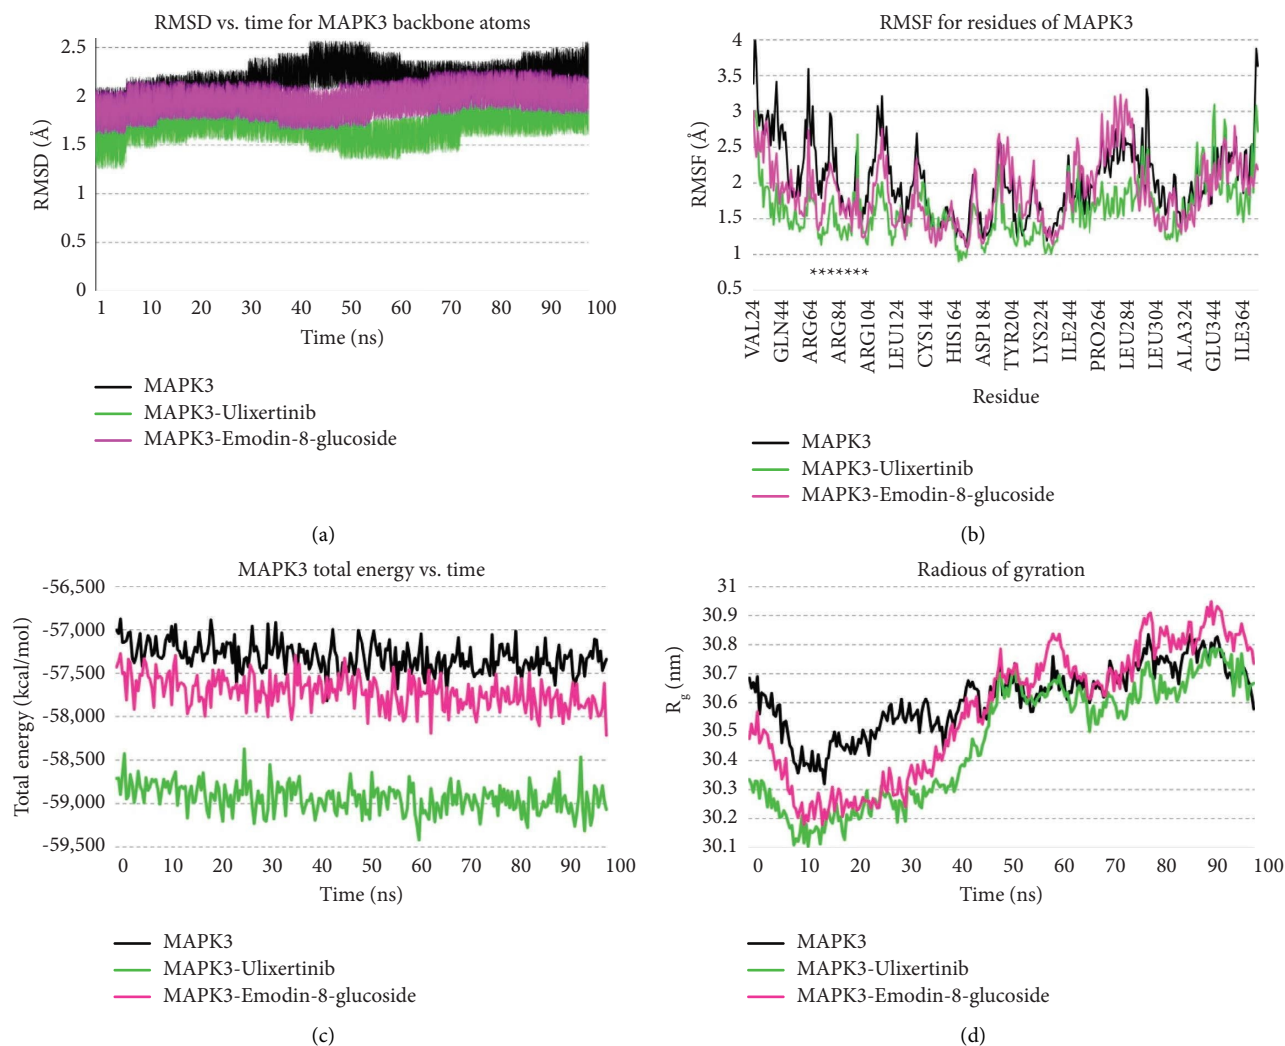 RMSD vs. time for MAPK3 backbone atoms
2.5
2
1.5
1
0.5
0
RMSD (Å)
1 10 20 30 40 50 60 70 80 90 100
Time (ns)
MAPK3
MAPK3-Ulixertinib
MAPK3-Emodin-8-glucoside
(a)
RMSF for residues of MAPK3
4
3.5
3
2.5
2
1.5
1
0.5
RMSF (Å)
*******
VAL24
GLN44
ARG64
ARG84
ARG104
LEU124
CYS144
HIS164
ASP184
TYR204
LYS224
ILE244
PRO264
LEU284
LEU304
ALA324
GLU344
ILE364
Residue
MAPK3
MAPK3-Ulixertinib
MAPK3-Emodin-8-glucoside
(b)
MAPK3 total energy vs. time
-56,500
-57,000
-57,500
-58,000
-58,500
-59,000
-59,500
Total energy (kcal/mol)
0 10 20 30 40 50 60 70 80 90 100
Time (ns)
MAPK3
MAPK3-Ulixertinib
MAPK3-Emodin-8-glucoside
(c)
Radious of gyration
31
30.9
30.8
30.7
30.6
30.5
30.4
30.3
30.2
30.1
Rg (nm)
0 10 20 30 40 50 60 70 80 90 100
Time (ns)
MAPK3
MAPK3-Ulixertinib
MAPK3-Emodin-8-glucoside
(d)